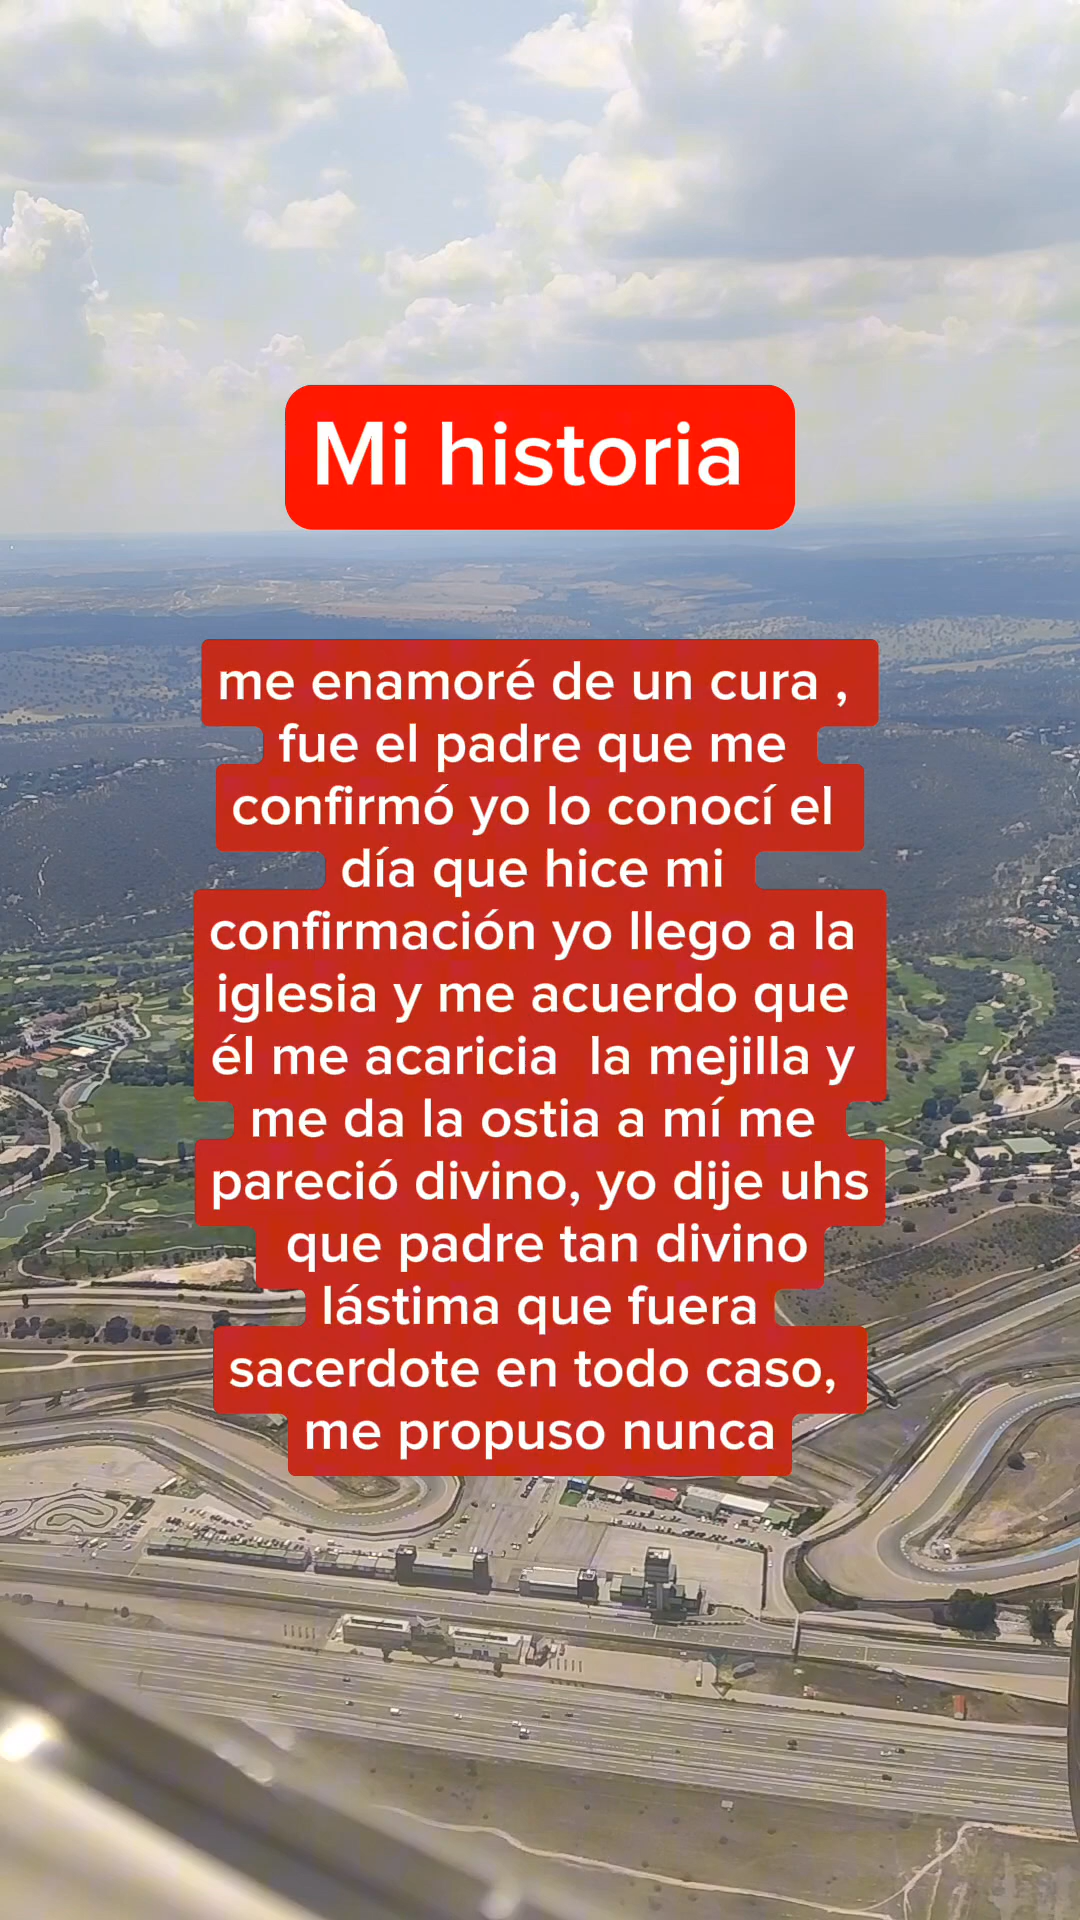 Mi historia
me enamoré de un cura ,
fue el padre que me
confirmó yo lo conocí el
día que hice mi
confirmación yo llego a la
iglesia y me acuerdo que
él me acaricia  la mejilla y
me da la ostia a mí me
pareció divino, yo dije uhs
que padre tan divino
lástima que fuera
sacerdote en todo caso,
me propuso nunca